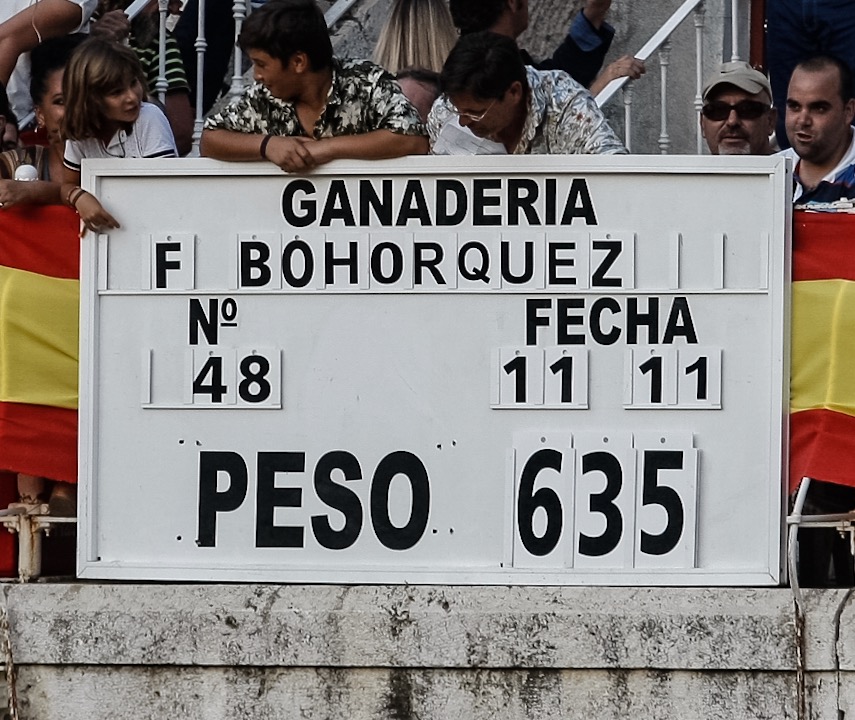 GANADERIA
F BOHORQUEZ
Nº FECHA
48 11 11
PESO 635